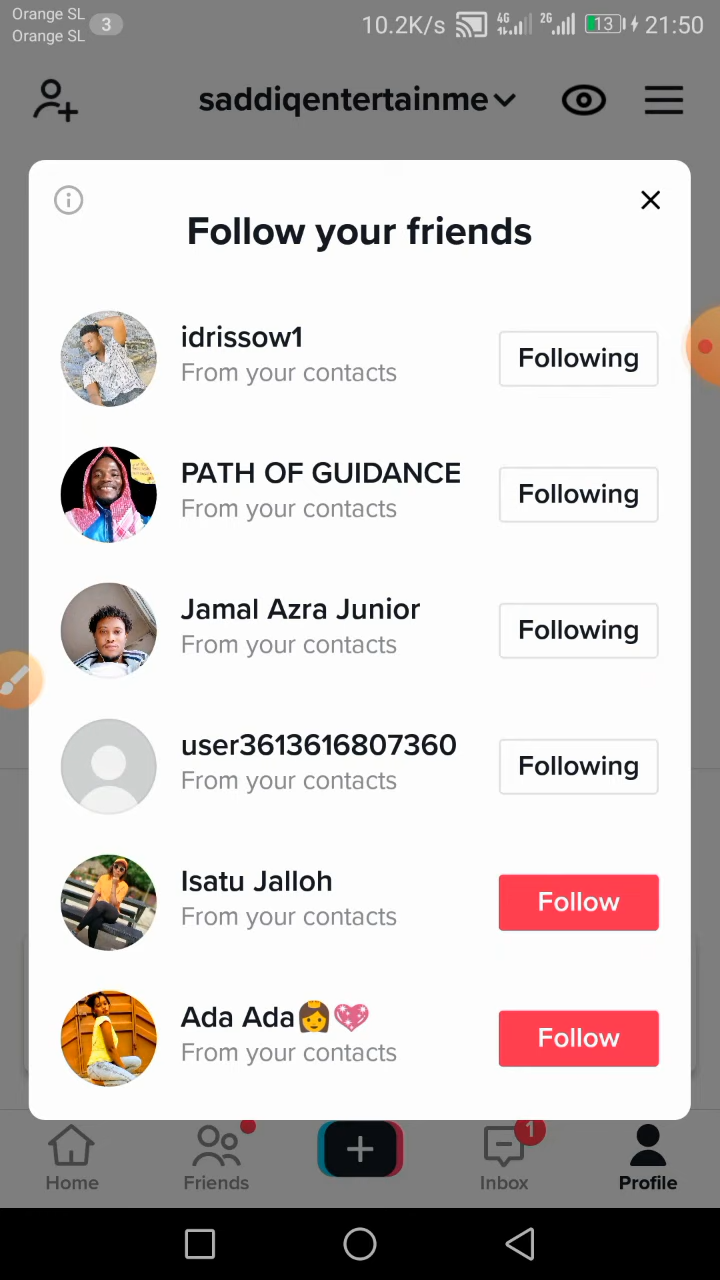 Orange SL
Orange SL
3
10.2K/s 4G 2G 13 21:50
saddiqentertainme
Follow your friends
idrissow1
From your contacts
Following
PATH OF GUIDANCE
From your contacts
Following
Jamal Azra Junior
From your contacts
Following
user3613616807360
From your contacts
Following
Isatu Jalloh
From your contacts
Follow
Ada Ada👸💖
From your contacts
Follow
1
Home
Friends
Inbox
Profile